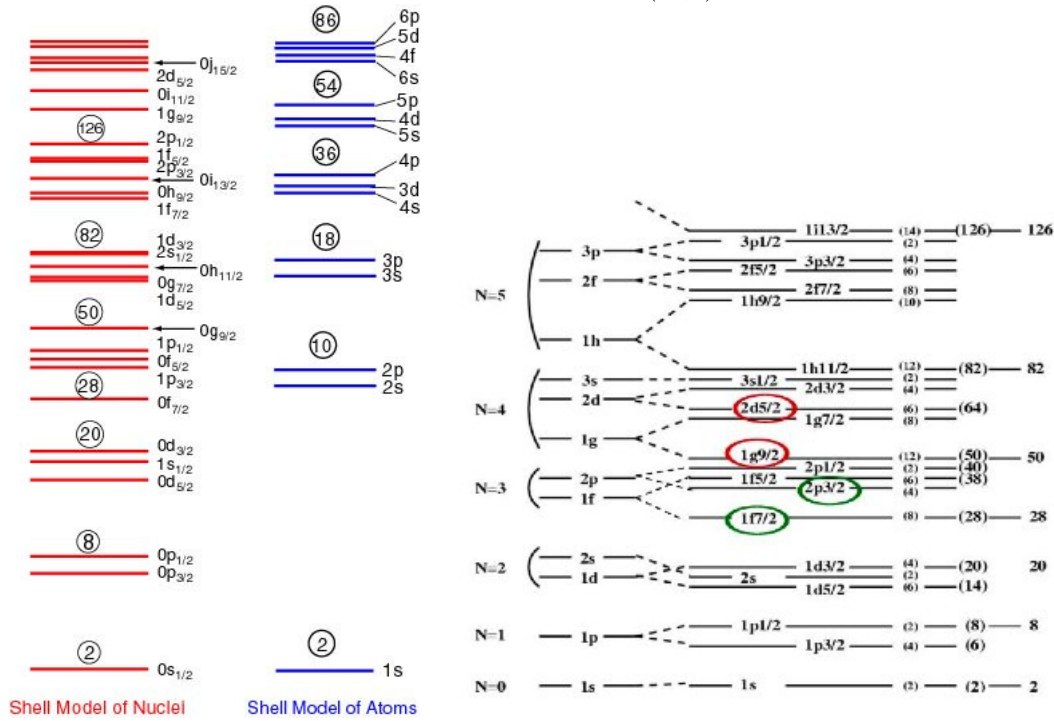 86
6p
5d
4f
6s
0j15/2
2d5/2
0i11/2
1g9/2
54
5p
4d
5s
126
2p1/2
1f5/2
2p3/2
0i13/2
0h9/2
1f7/2
36
4p
3d
4s
82
1d3/2
2s1/2
0h11/2
0g7/2
1d5/2
18
3p
3s
50
0g9/2
1p1/2
0f5/2
1p3/2
10
2p
2s
28
0f7/2
20
0d3/2
1s1/2
0d5/2
8
0p1/2
0p3/2
2
0s1/2
2
1s
Shell Model of Nuclei
Shell Model of Atoms
1i13/2 (14) (126) 126
3p 3p1/2 (2)
3p3/2 (4)
N=5 2f 2f5/2 (6)
2f7/2 (8)
1h9/2 (10)
1h
1h11/2 (12) (82) 82
3s 3s1/2 (2)
2d 2d3/2 (4)
N=4 2d5/2 (6) (64)
1g7/2 (8)
1g
1g9/2 (12) (50) 50
2p1/2 (2) (40)
N=3 2p 1f5/2 (6) (38)
2p3/2 (4)
1f
1f7/2 (8) (28) 28
2s
N=2 1d3/2 (4) (20) 20
1d 2s (2)
1d5/2 (6) (14)
1p1/2 (2) (8) 8
N=1 1p
1p3/2 (4) (6)
N=0 1s 1s (2) (2) 2